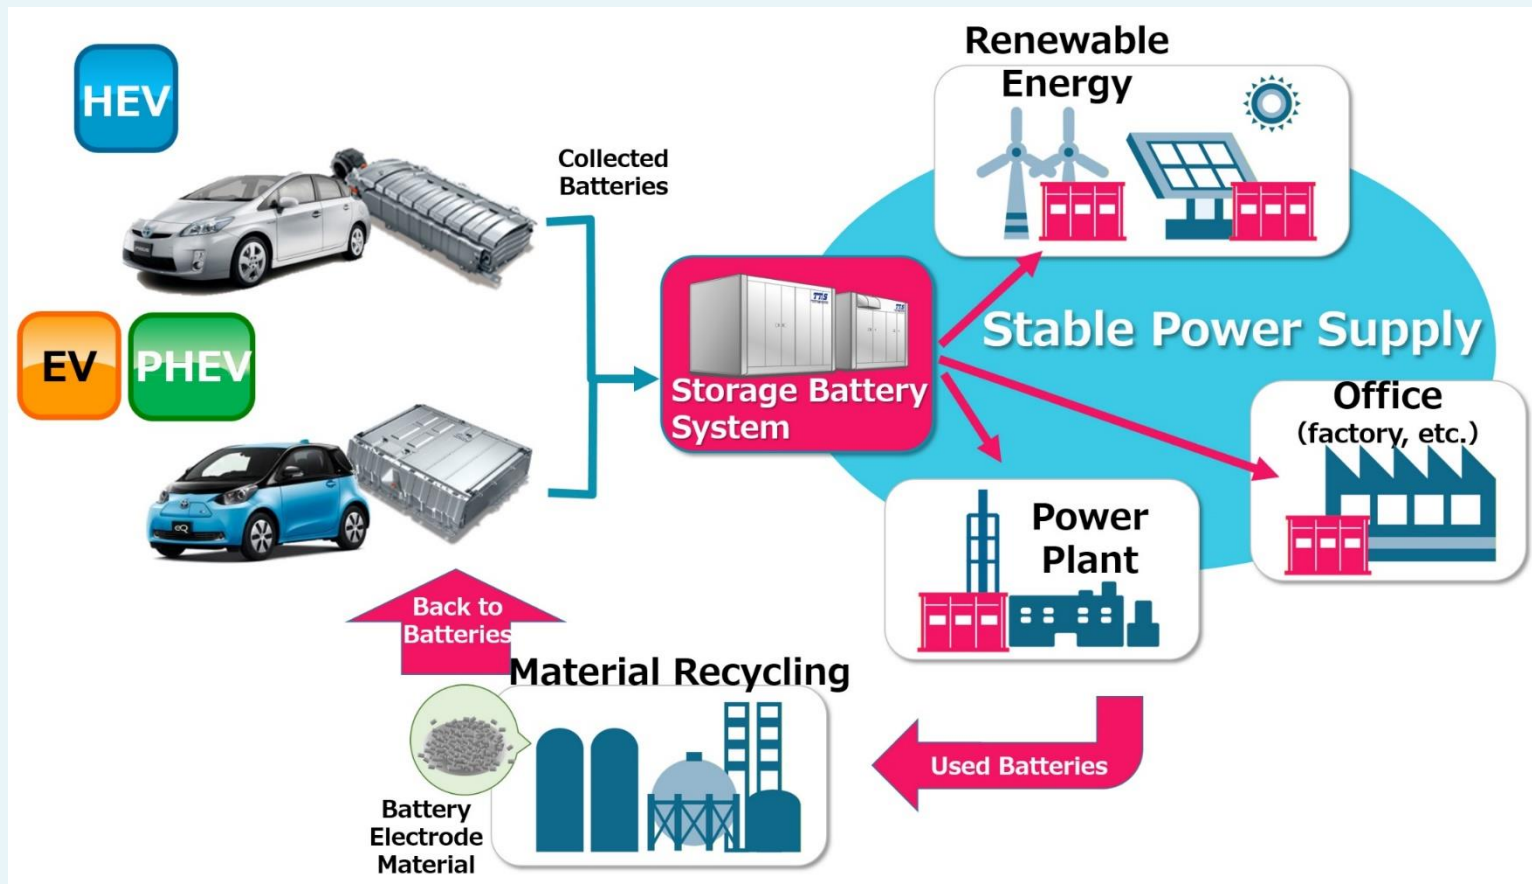 HEV
Collected
Batteries
EV
PHEV
Storage Battery
System
Renewable
Energy
Stable Power Supply
Office
(factory, etc.)
Power
Plant
Used Batteries
Material Recycling
Battery
Electrode
Material
Back to
Batteries